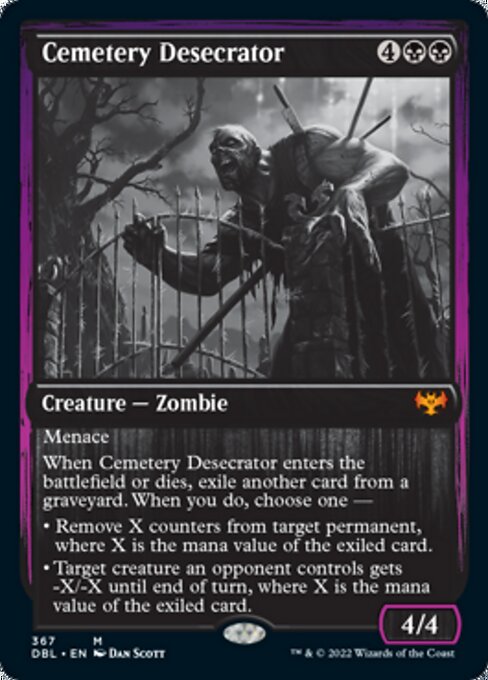 Cemetery Desecrator 4
Creature — Zombie
Menace
When Cemetery Desecrator enters the
battlefield or dies, exile another card from a
graveyard. When you do, choose one —
• Remove X counters from target permanent,
where X is the mana value of the exiled card.
• Target creature an opponent controls gets
-X/-X until end of turn, where X is the mana
value of the exiled card.
4/4
367 M
DBL • EN Dan Scott
™ & © 2022 Wizards of the Coast